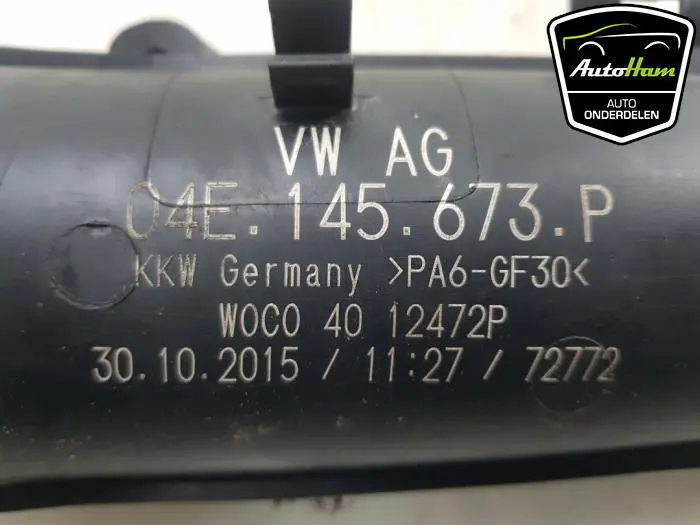 AutoHam
AUTO
ONDERDELEN
VW AG
04E.145.673.P
KKW Germany >PA6-GF30<
WOCO 40 12472P
30.10.2015 / 11:27 / 72772